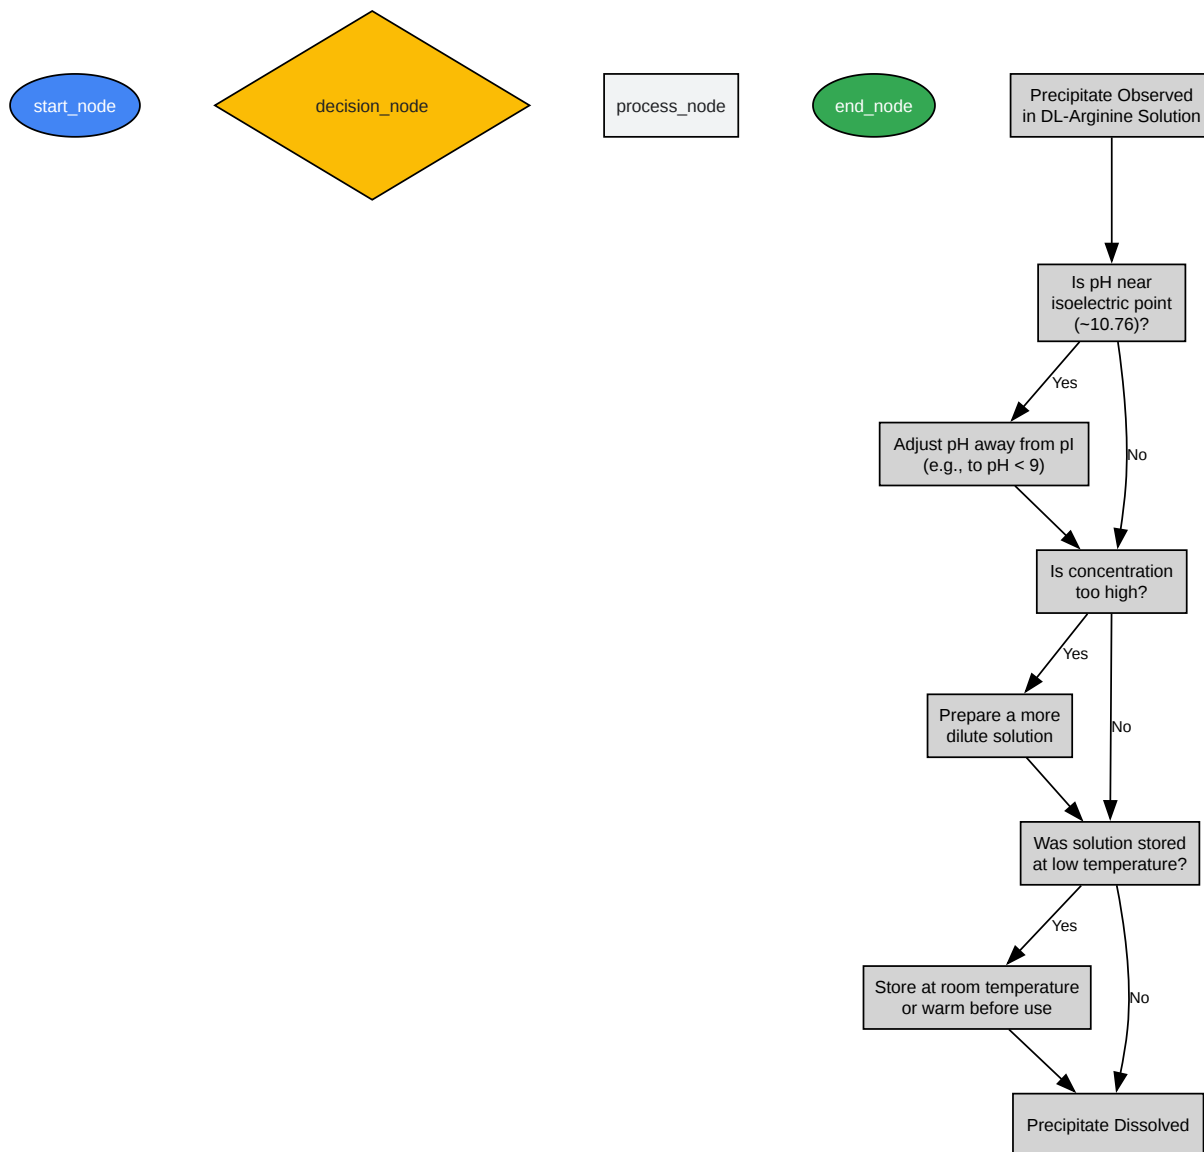 start_node
decision_node
process_node
end_node
Precipitate Observed
in DL-Arginine Solution
Is pH near
isoelectric point
(~10.76)?
Yes
Adjust pH away from pI
(e.g., to pH < 9)
No
Is concentration
too high?
Yes
Prepare a more
dilute solution
No
Was solution stored
at low temperature?
Yes
Store at room temperature
or warm before use
No
Precipitate Dissolved